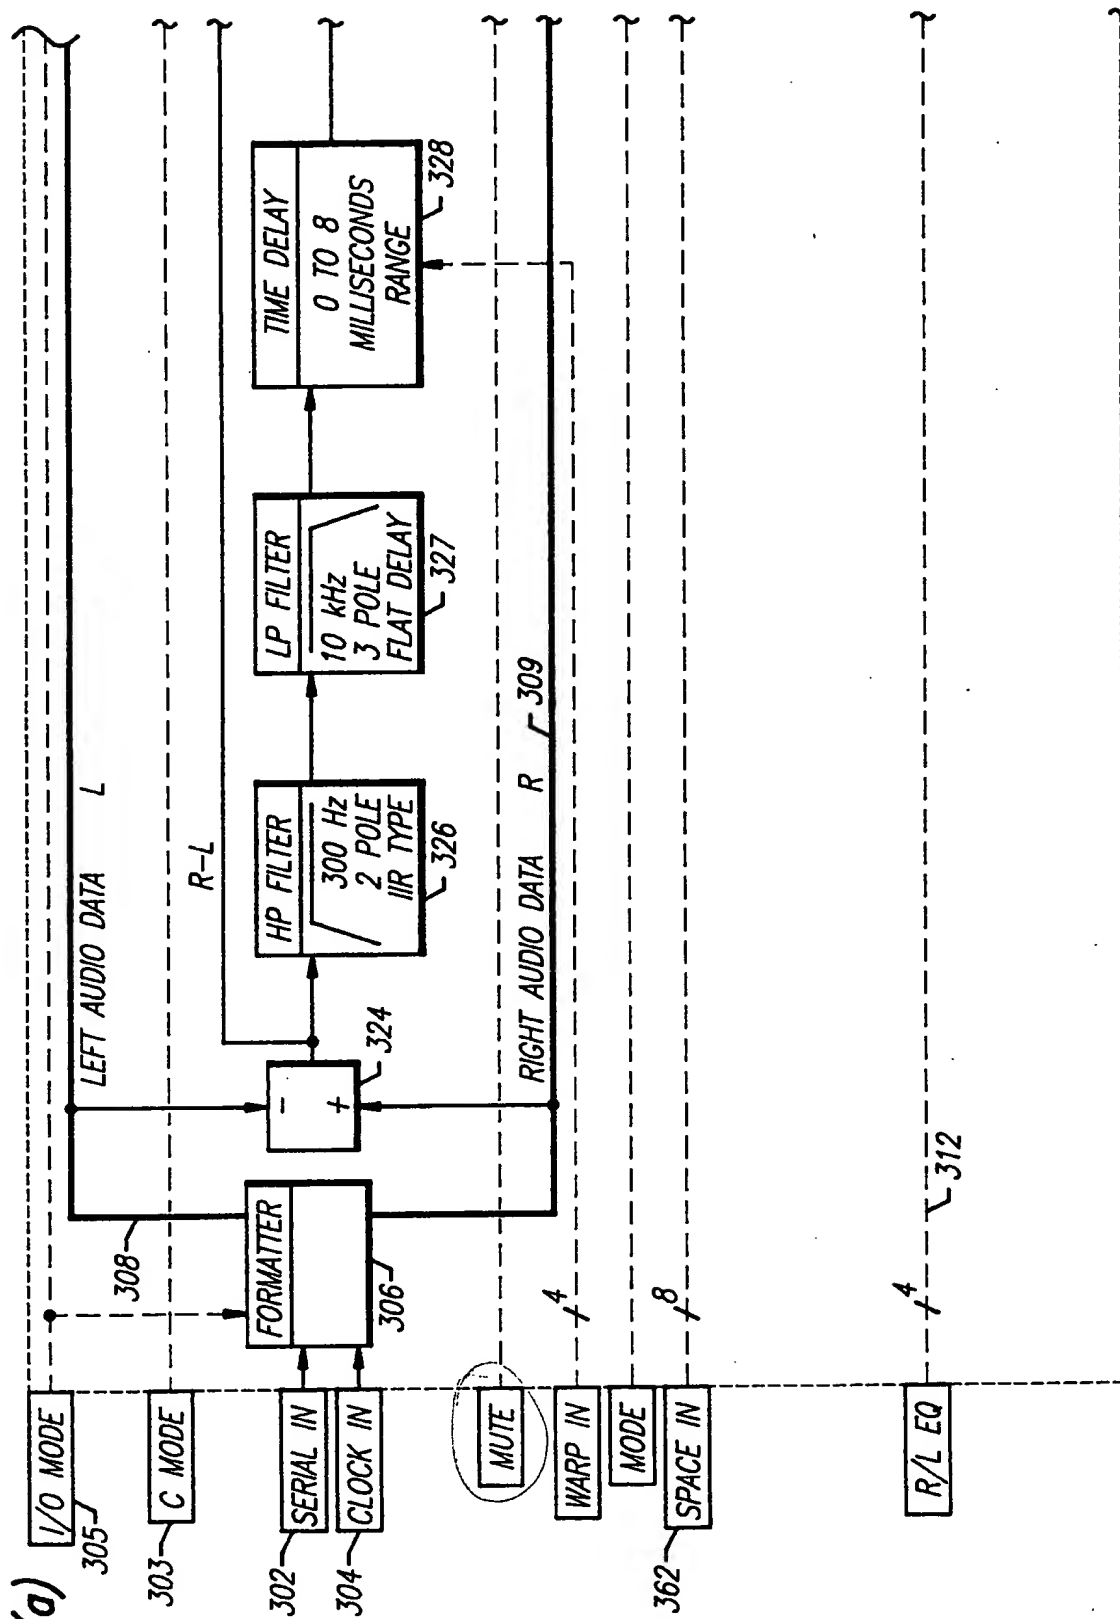 (a)
I/O MODE
305
C MODE
303
SERIAL IN
302
CLOCK IN
304
MUTE
WARP IN
4
MODE
SPACE IN
362
8
R/L EQ
4
312
FORMATTER
306
308
LEFT AUDIO DATA L
R-L
-
+
324
RIGHT AUDIO DATA R
309
HP FILTER
300 Hz
2 POLE
IIR TYPE
326
LP FILTER
10 kHz
3 POLE
FLAT DELAY
327
TIME DELAY
0 TO 8
MILLISECONDS
RANGE
328